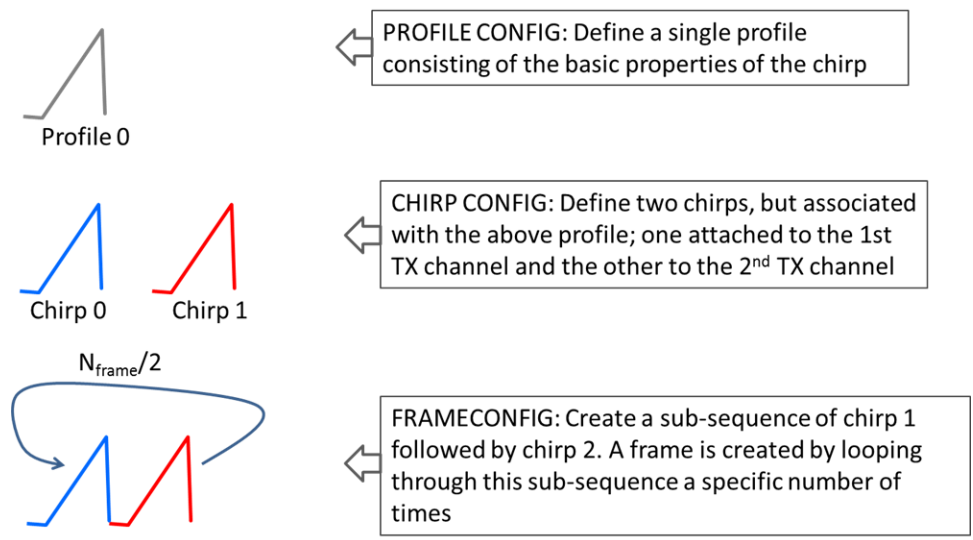 PROFILE CONFIG: Define a single profile
consisting of the basic properties of the chirp
Profile 0
CHIRP CONFIG: Define two chirps, but associated
with the above profile; one attached to the 1st
TX channel and the other to the 2nd TX channel
Chirp 0
Chirp 1
Nframe/2
FRAMECONFIG: Create a sub-sequence of chirp 1
followed by chirp 2. A frame is created by looping
through this sub-sequence a specific number of
times